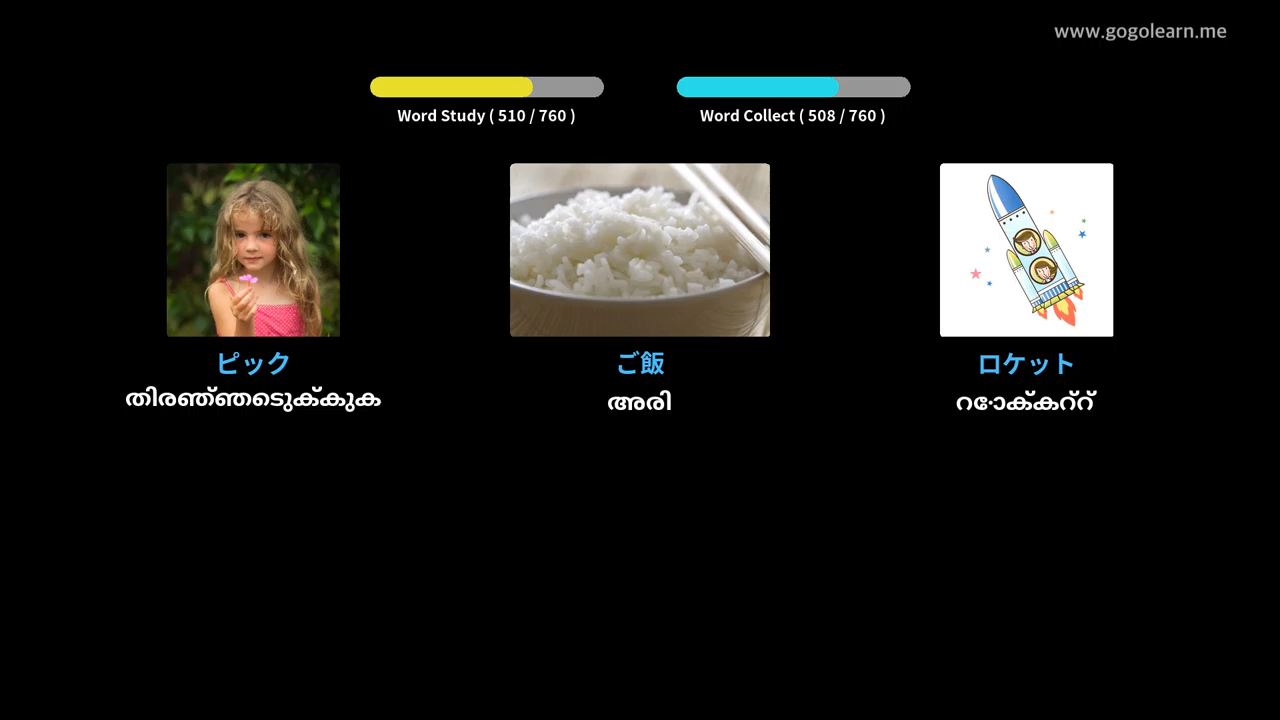 www.gogolearn.me
Word Study ( 510 / 760 )
Word Collect ( 508 / 760 )
ピック
ご飯
ロケット
തിരഞ്ഞെടുക്കുക
അരി
റോക്കറ്റ്